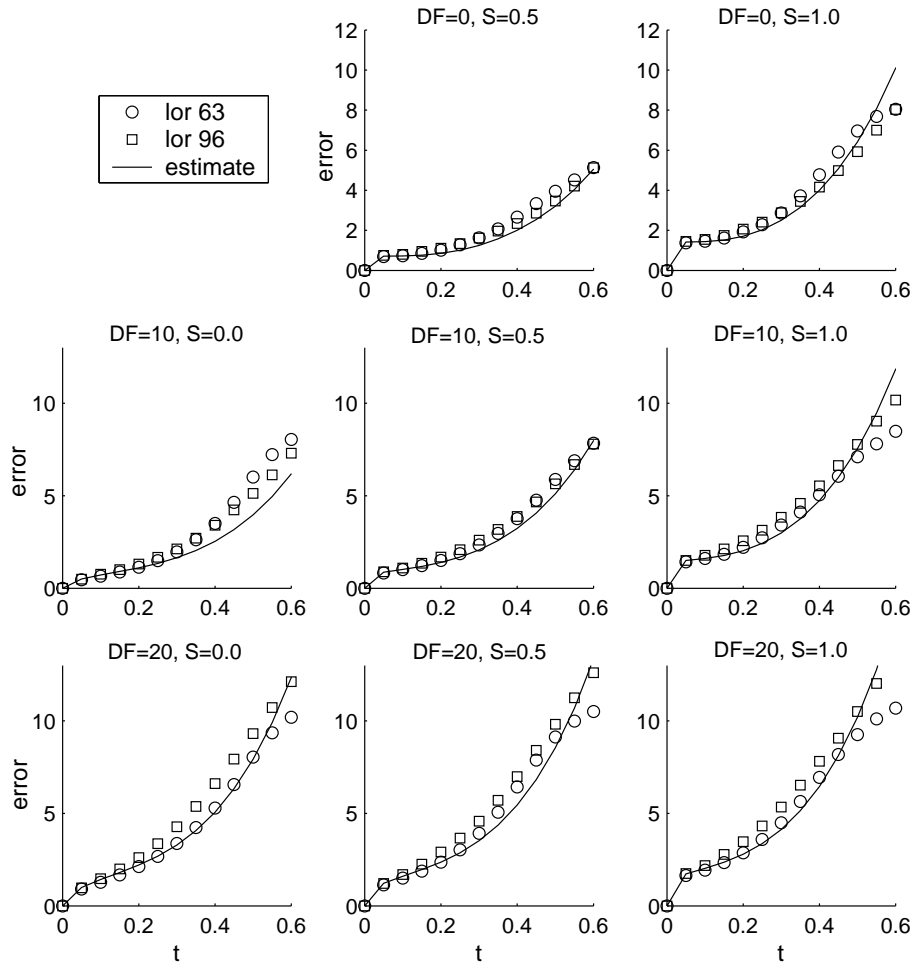 DF=0, S=0.5
DF=0, S=1.0
lor 63
lor 96
estimate
error
12
10
8
6
4
2
0
0 0.2 0.4 0.6
12
10
8
6
4
2
0
0 0.2 0.4 0.6
DF=10, S=0.0
DF=10, S=0.5
DF=10, S=1.0
error
10
5
0
0 0.2 0.4 0.6
10
5
0
0 0.2 0.4 0.6
10
5
0
0 0.2 0.4 0.6
DF=20, S=0.0
DF=20, S=0.5
DF=20, S=1.0
error
10
5
0
0 0.2 0.4 0.6
t
10
5
0
0 0.2 0.4 0.6
t
10
5
0
0 0.2 0.4 0.6
t